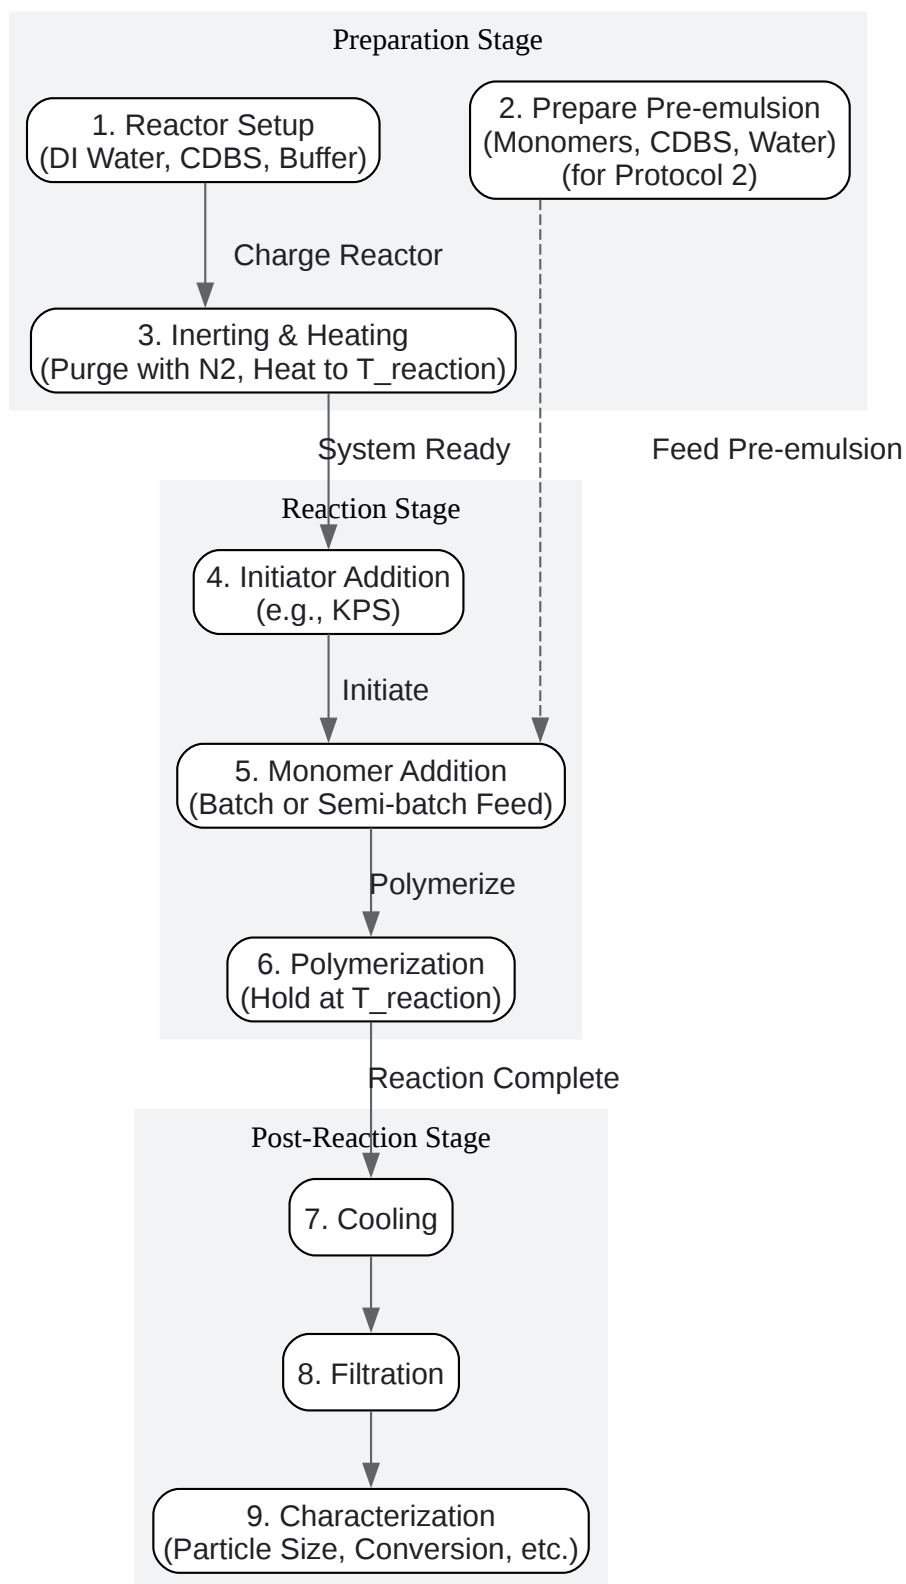 Preparation Stage
1. Reactor Setup
(DI Water, CDBS, Buffer)
2. Prepare Pre-emulsion
(Monomers, CDBS, Water)
(for Protocol 2)
Charge Reactor
3. Inerting & Heating
(Purge with N2, Heat to T_reaction)
System Ready
Feed Pre-emulsion
Reaction Stage
4. Initiator Addition
(e.g., KPS)
Initiate
5. Monomer Addition
(Batch or Semi-batch Feed)
Polymerize
6. Polymerization
(Hold at T_reaction)
Reaction Complete
Post-Reaction Stage
7. Cooling
8. Filtration
9. Characterization
(Particle Size, Conversion, etc.)